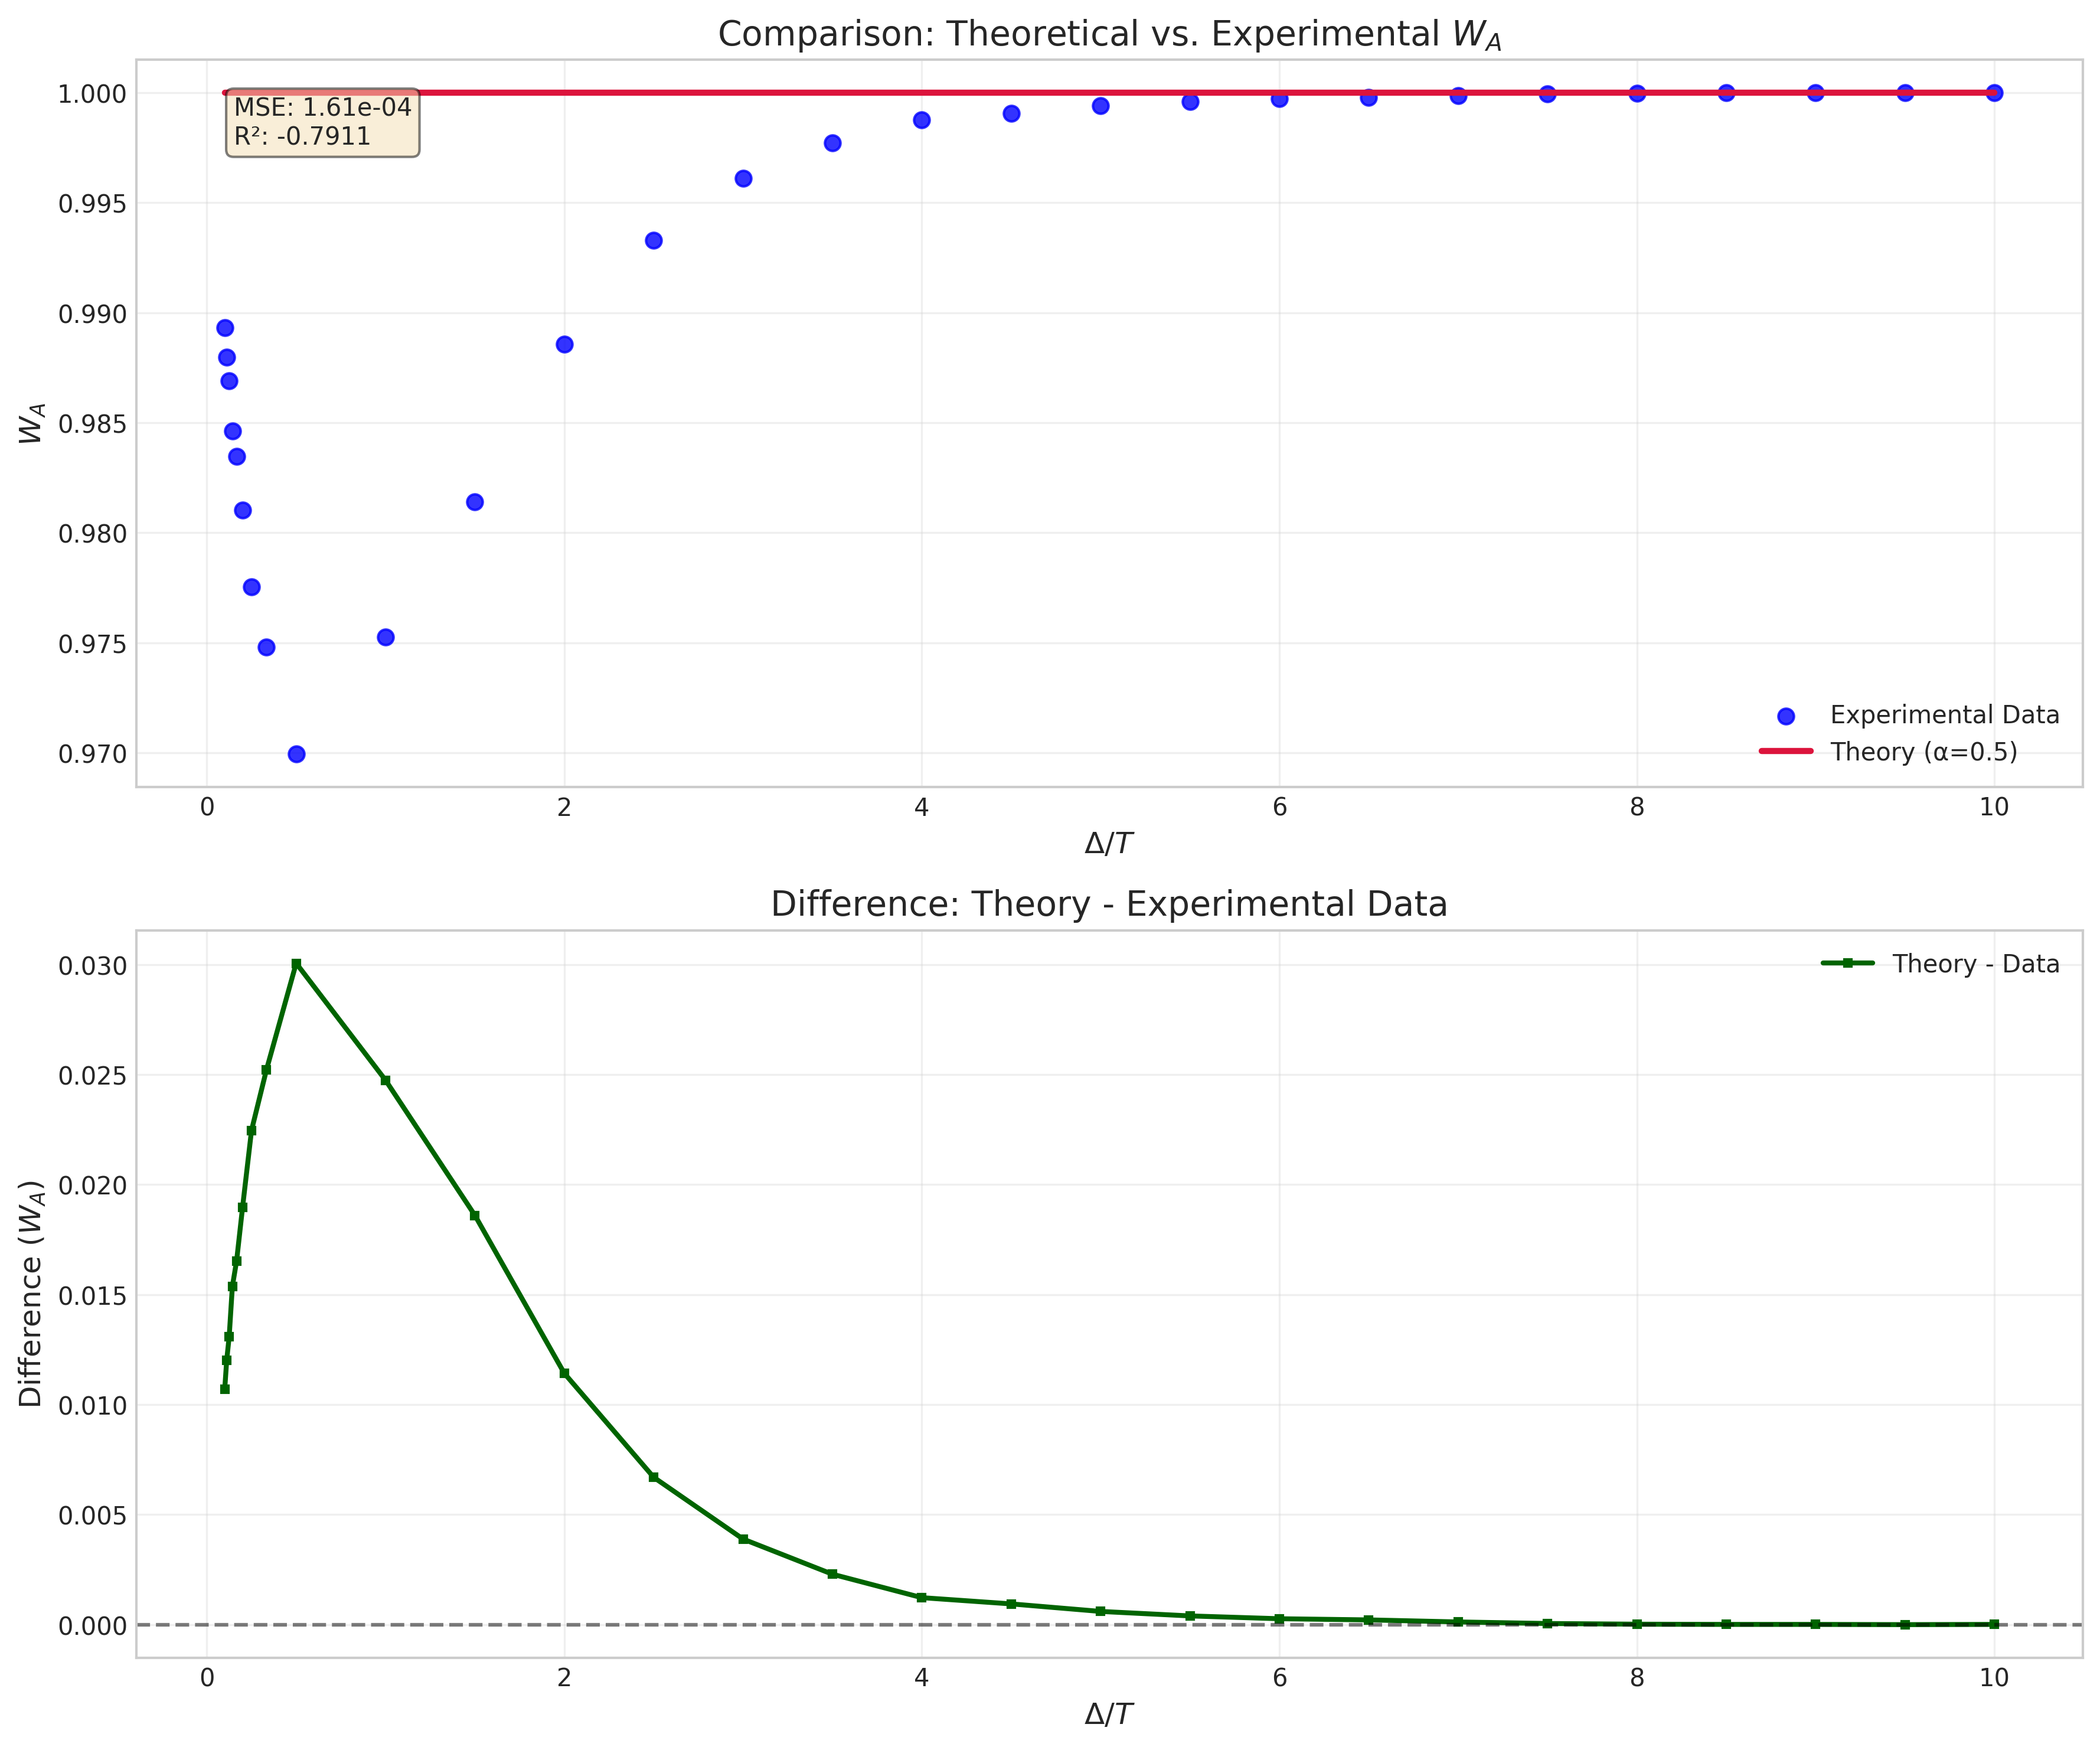 Comparison: Theoretical vs. Experimental W_A
1.000
0.995
0.990
0.985
0.980
0.975
0.970
W_A
MSE: 1.61e-04
R²: -0.7911
Experimental Data
Theory (α=0.5)
0 2 4 6 8 10
Δ/T
Difference: Theory - Experimental Data
0.030
0.025
0.020
0.015
0.010
0.005
0.000
Difference (W_A)
Theory - Data
0 2 4 6 8 10
Δ/T